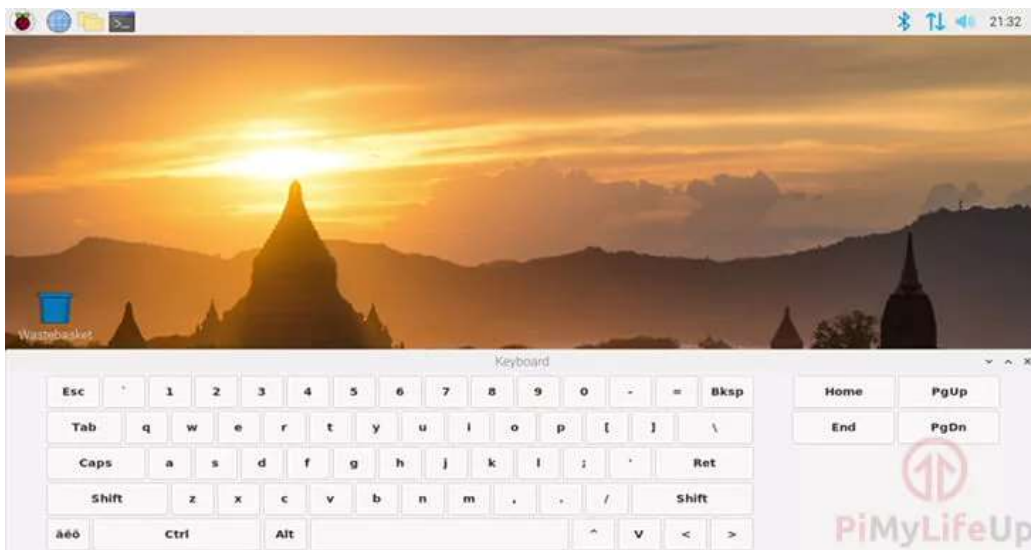 21:32
Wastebasket
Keyboard
Esc ` 1 2 3 4 5 6 7 8 9 0 - = Bksp Home PgUp
Tab q w e r t y u i o p [ ] \ End PgDn
Caps a s d f g h j k l ; ' Ret
Shift z x c v b n m , . / Shift
áéö Ctrl Alt ^ v < >
PiMyLifeUp